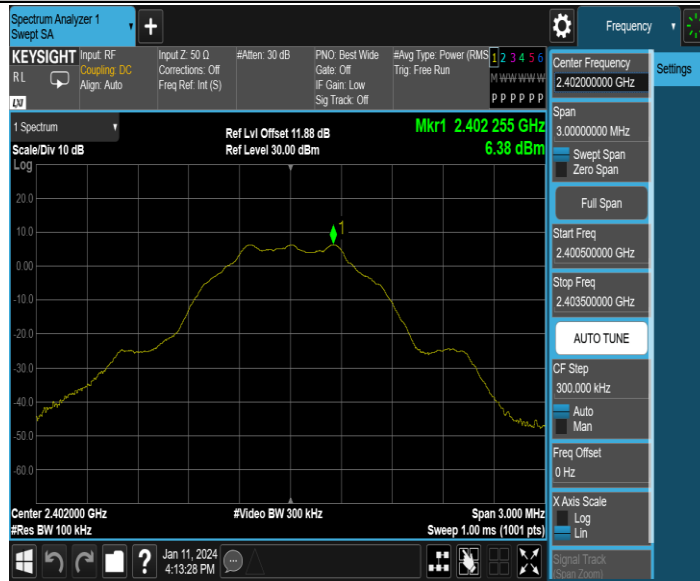 Spectrum Analyzer 1
Swept SA
+
Frequency
KEYSIGHT
RL
LXI
Input: RF
Coupling: DC
Align: Auto
Input Z: 50 Ω
Corrections: Off
Freq Ref: Int (S)
#Atten: 30 dB
PNO: Best Wide
Gate: Off
IF Gain: Low
Sig Track: Off
#Avg Type: Power (RMS
Trig: Free Run
1 2 3 4 5 6
M W W W W W
P P P P P P
1 Spectrum
Scale/Div 10 dB
Log
Ref Lvl Offset 11.88 dB
Ref Level 30.00 dBm
Mkr1 2.402 255 GHz
6.38 dBm
20.0
10.0
0.00
-10.0
-20.0
-30.0
-40.0
-50.0
-60.0
1
Center 2.402000 GHz
#Res BW 100 kHz
#Video BW 300 kHz
Span 3.000 MHz
Sweep 1.00 ms (1001 pts)
?
Jan 11, 2024
4:13:28 PM
Center Frequency
2.402000000 GHz
Settings
Span
3.00000000 MHz
Swept Span
Zero Span
Full Span
Start Freq
2.400500000 GHz
Stop Freq
2.403500000 GHz
AUTO TUNE
CF Step
300.000 kHz
Auto
Man
Freq Offset
0 Hz
X Axis Scale
Log
Lin
Signal Track
(Span Zoom)